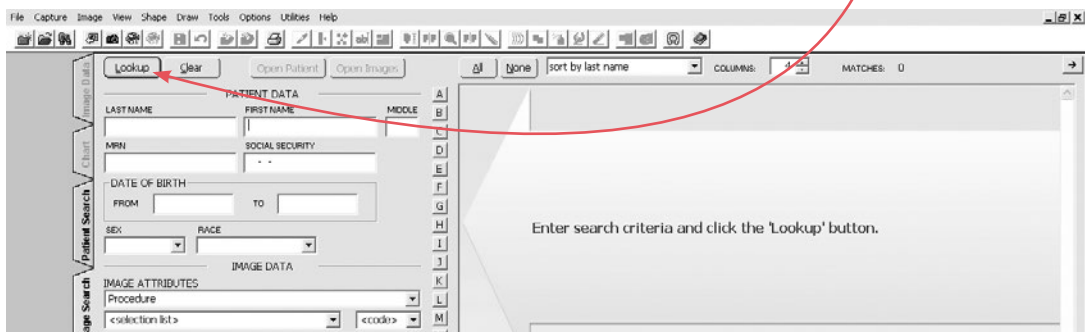 File Capture Image View Shape Draw Tools Options Utilities Help
Lookup Clear Open Patient Open Images All None sort by last name COLUMNS: 4 MATCHES: 0
Image Data
Chart
Patient Search
age Search
PATIENT DATA
LAST NAME FIRST NAME MIDDLE
MRN SOCIAL SECURITY
- -
DATE OF BIRTH
FROM TO
SEX RACE
IMAGE DATA
IMAGE ATTRIBUTES
Procedure
<selection list> <code>
A
B
C
D
E
F
G
H
I
J
K
L
M
Enter search criteria and click the 'Lookup' button.